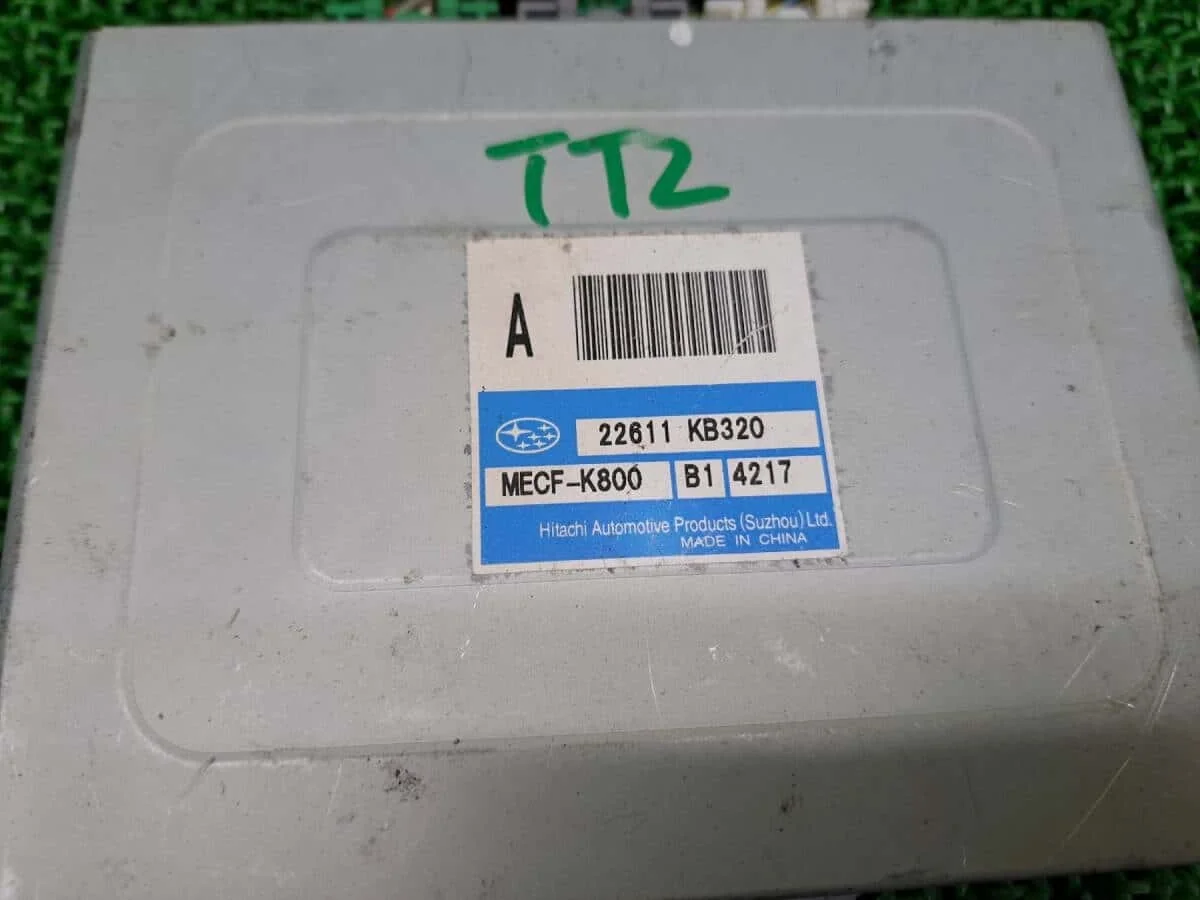 TT2
A
22611 KB320
MECF-K800 B1 4217
Hitachi Automotive Products (Suzhou) Ltd.
MADE IN CHINA